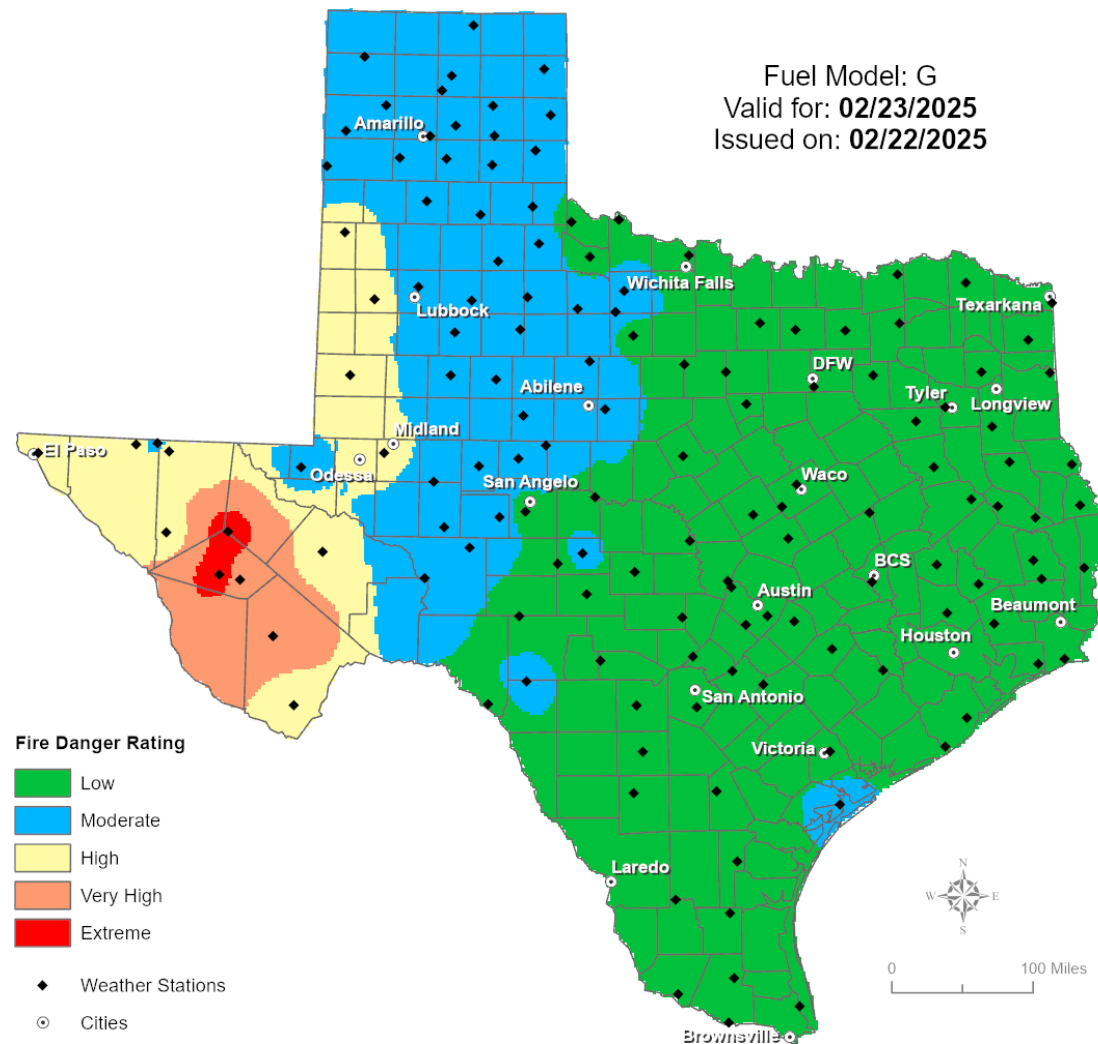 Fuel Model: G
Valid for: 02/23/2025
Issued on: 02/22/2025
Amarillo
Wichita Falls
Lubbock
Texarkana
DFW
Abilene
Tyler
Longview
Midland
El Paso
Odessa
San Angelo
Waco
BCS
Austin
Beaumont
Houston
San Antonio
Victoria
Laredo
Brownsville
Fire Danger Rating
Low
Moderate
High
Very High
Extreme
Weather Stations
Cities
N
W E
S
0 100 Miles